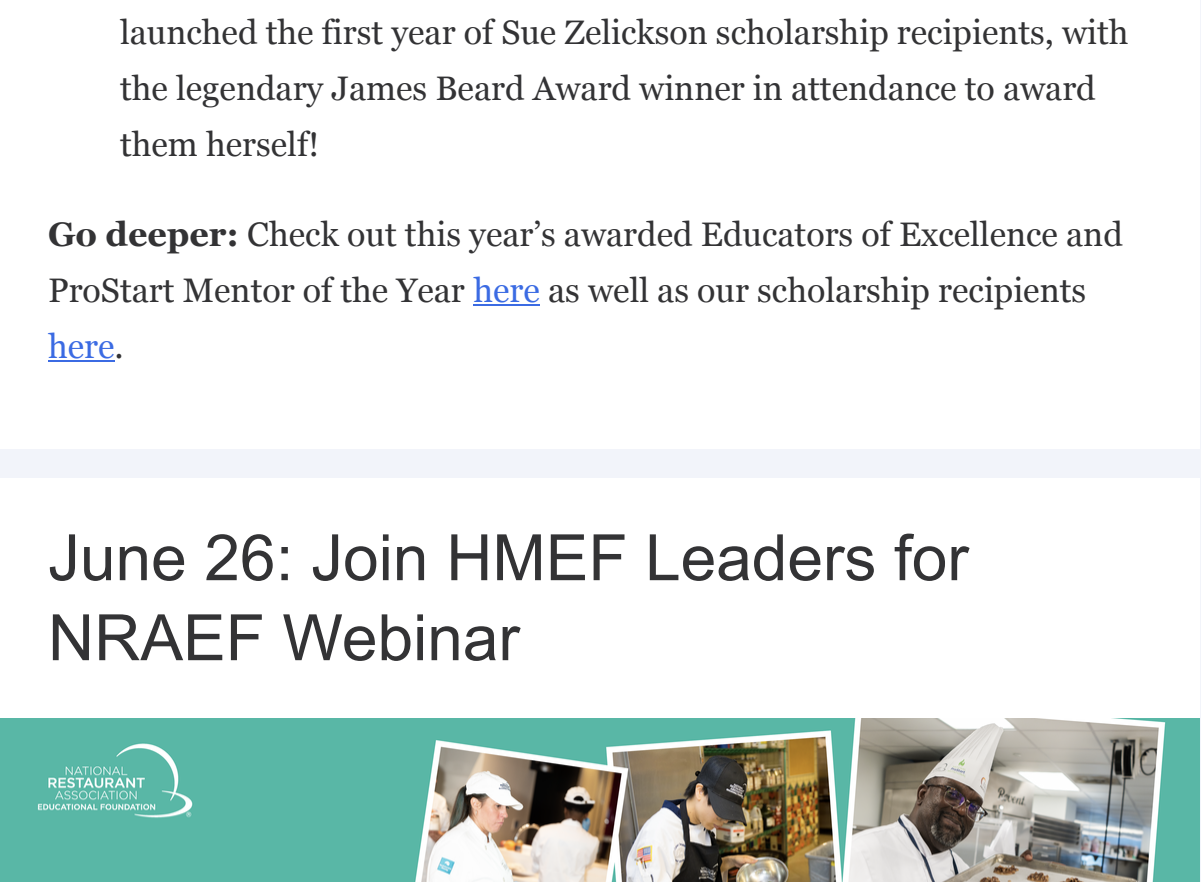 launched the first year of Sue Zelickson scholarship recipients, with
the legendary James Beard Award winner in attendance to award
them herself!
Go deeper: Check out this year’s awarded Educators of Excellence and
ProStart Mentor of the Year here as well as our scholarship recipients
here.
June 26: Join HMEF Leaders for
NRAEF Webinar
NATIONAL
RESTAURANT
ASSOCIATION
EDUCATIONAL FOUNDATION
®